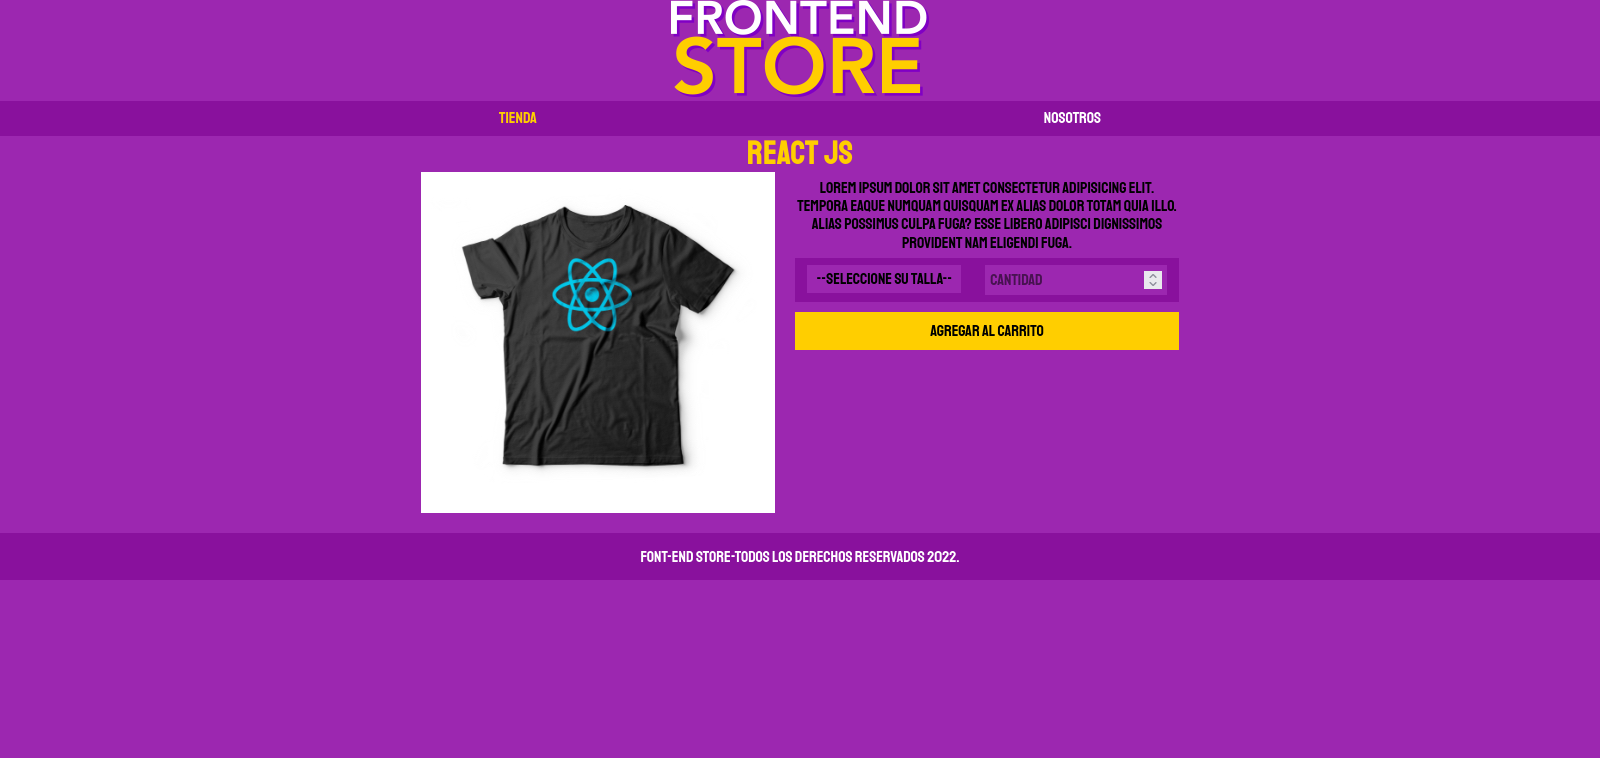 FRONTEND
STORE
TIENDA
NOSOTROS
REACT JS
LOREM IPSUM DOLOR SIT AMET CONSECTETUR ADIPISICING ELIT.
TEMPORA EAQUE NUMQUAM QUISQUAM EX ALIAS DOLOR TOTAM QUIA ILLO.
ALIAS POSSIMUS CULPA FUGA? ESSE LIBERO ADIPISCI DIGNISSIMOS
PROVIDENT NAM ELIGENDI FUGA.
--SELECCIONE SU TALLA--
CANTIDAD
AGREGAR AL CARRITO
FONT-END STORE-TODOS LOS DERECHOS RESERVADOS 2022.